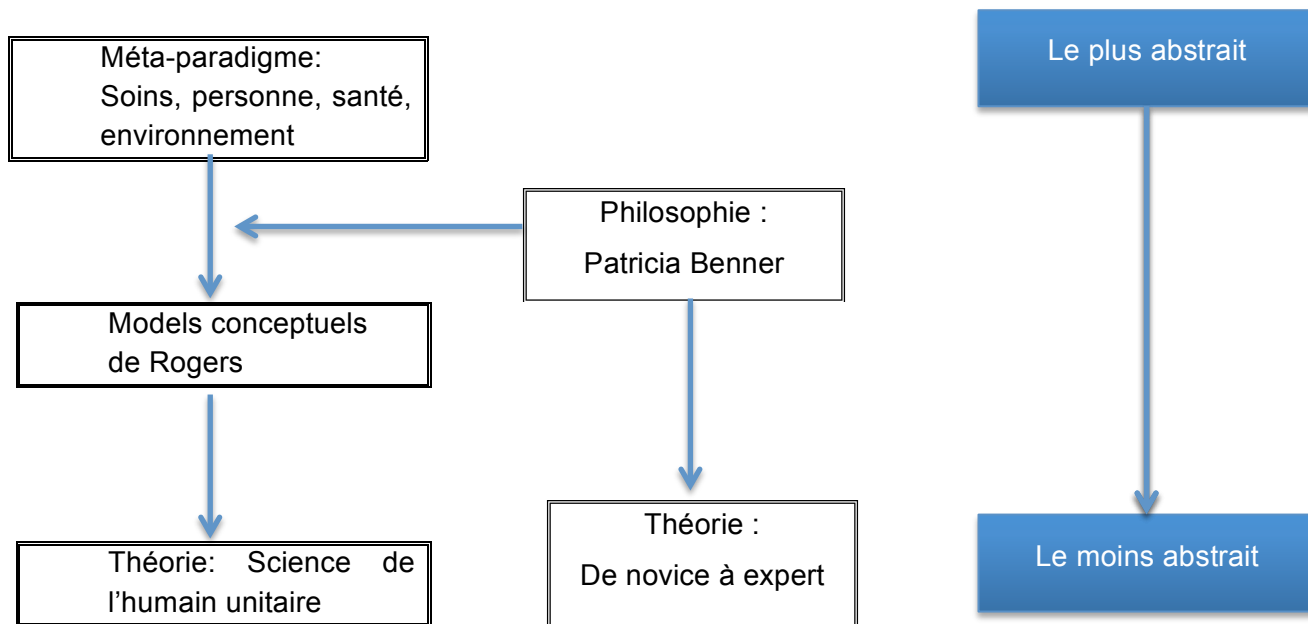 Méta-paradigme:
Soins, personne, santé,
environnement
Le plus abstrait
Philosophie :
Patricia Benner
Models conceptuels
de Rogers
Théorie: Science de
l'humain unitaire
Théorie :
De novice à expert
Le moins abstrait